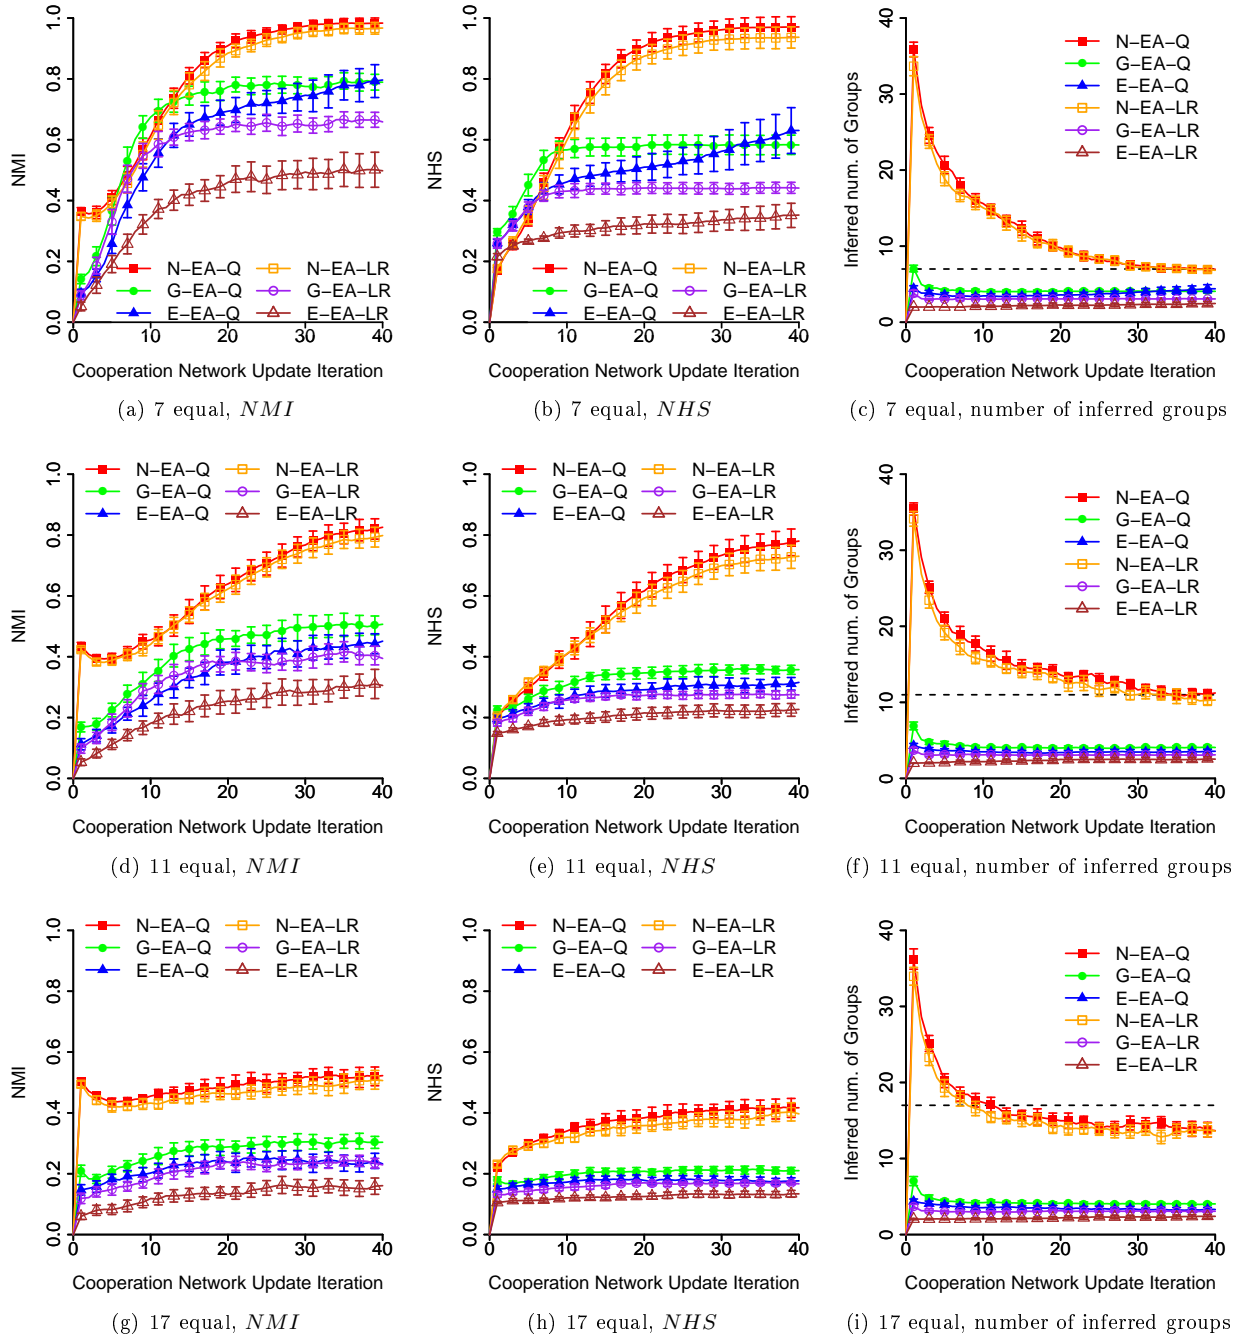 NMI
0.0 0.2 0.4 0.6 0.8 1.0
N−EA−Q N−EA−LR
G−EA−Q G−EA−LR
E−EA−Q E−EA−LR
0 10 20 30 40
Cooperation Network Update Iteration
(a) 7 equal, NMI
NHS
0.0 0.2 0.4 0.6 0.8 1.0
N−EA−Q N−EA−LR
G−EA−Q G−EA−LR
E−EA−Q E−EA−LR
0 10 20 30 40
Cooperation Network Update Iteration
(b) 7 equal, NHS
Inferred num. of Groups
0 10 20 30 40
N−EA−Q
G−EA−Q
E−EA−Q
N−EA−LR
G−EA−LR
E−EA−LR
0 10 20 30 40
Cooperation Network Update Iteration
(c) 7 equal, number of inferred groups
NMI
0.0 0.2 0.4 0.6 0.8 1.0
N−EA−Q N−EA−LR
G−EA−Q G−EA−LR
E−EA−Q E−EA−LR
0 10 20 30 40
Cooperation Network Update Iteration
(d) 11 equal, NMI
NHS
0.0 0.2 0.4 0.6 0.8 1.0
N−EA−Q N−EA−LR
G−EA−Q G−EA−LR
E−EA−Q E−EA−LR
0 10 20 30 40
Cooperation Network Update Iteration
(e) 11 equal, NHS
Inferred num. of Groups
0 10 20 30 40
N−EA−Q
G−EA−Q
E−EA−Q
N−EA−LR
G−EA−LR
E−EA−LR
0 10 20 30 40
Cooperation Network Update Iteration
(f) 11 equal, number of inferred groups
NMI
0.0 0.2 0.4 0.6 0.8 1.0
N−EA−Q N−EA−LR
G−EA−Q G−EA−LR
E−EA−Q E−EA−LR
0 10 20 30 40
Cooperation Network Update Iteration
(g) 17 equal, NMI
NHS
0.0 0.2 0.4 0.6 0.8 1.0
N−EA−Q N−EA−LR
G−EA−Q G−EA−LR
E−EA−Q E−EA−LR
0 10 20 30 40
Cooperation Network Update Iteration
(h) 17 equal, NHS
Inferred num. of Groups
0 10 20 30 40
N−EA−Q
G−EA−Q
E−EA−Q
N−EA−LR
G−EA−LR
E−EA−LR
0 10 20 30 40
Cooperation Network Update Iteration
(i) 17 equal, number of inferred groups